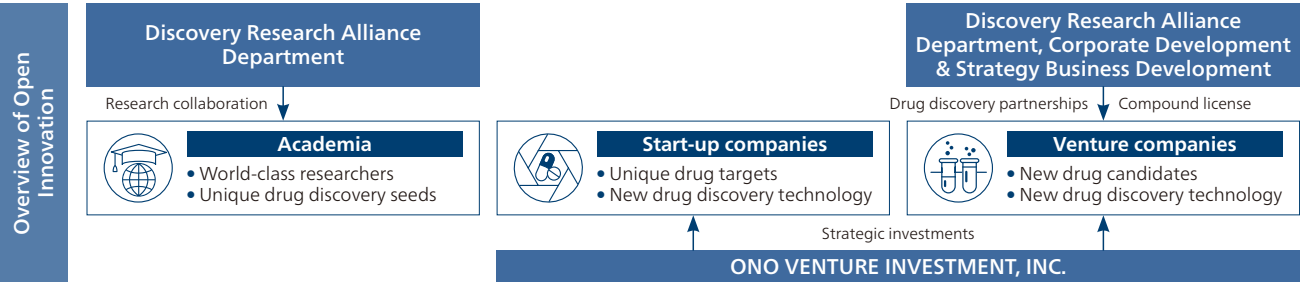 Overview of Open
Innovation
Discovery Research Alliance
Department
Research collaboration
Academia
• World-class researchers
• Unique drug discovery seeds
Start-up companies
• Unique drug targets
• New drug discovery technology
Discovery Research Alliance
Department, Corporate Development
& Strategy Business Development
Drug discovery partnerships
Compound license
Venture companies
• New drug candidates
• New drug discovery technology
Strategic investments
ONO VENTURE INVESTMENT, INC.